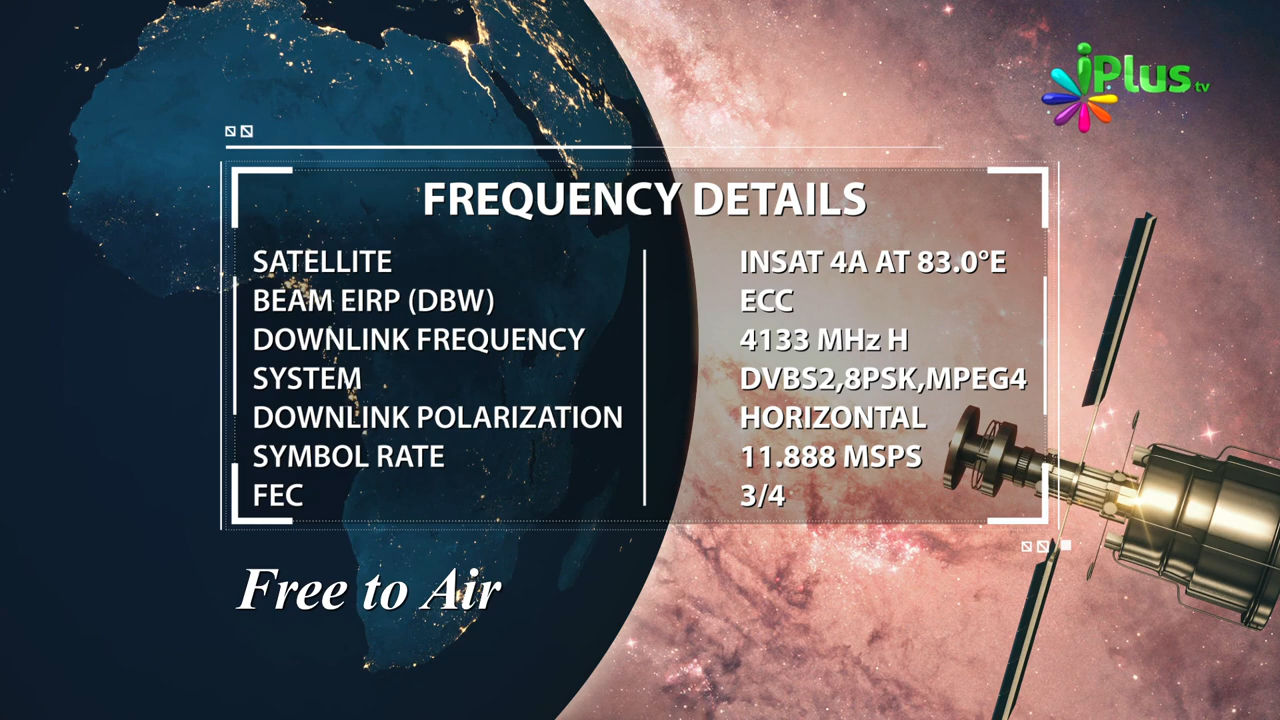 iPlus tv
FREQUENCY DETAILS
SATELLITE INSAT 4A AT 83.0°E
BEAM EIRP (DBW) ECC
DOWNLINK FREQUENCY 4133 MHz H
SYSTEM DVBS2,8PSK,MPEG4
DOWNLINK POLARIZATION HORIZONTAL
SYMBOL RATE 11.888 MSPS
FEC 3/4
Free to Air